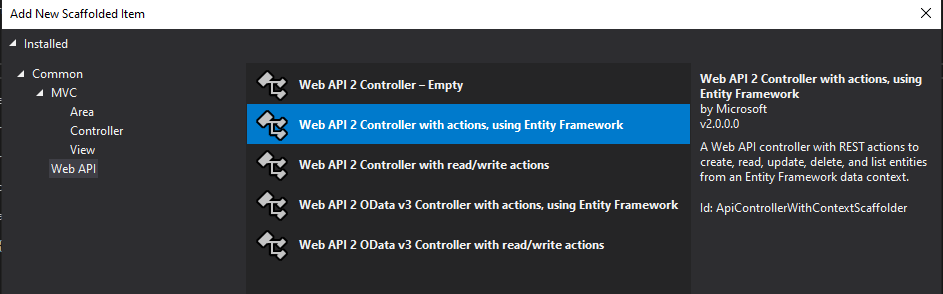 Add New Scaffolded Item
Installed
Common
MVC
Area
Controller
View
Web API
Web API 2 Controller – Empty
Web API 2 Controller with actions, using Entity Framework
Web API 2 Controller with read/write actions
Web API 2 OData v3 Controller with actions, using Entity Framework
Web API 2 OData v3 Controller with read/write actions
Web API 2 Controller with actions, using
Entity Framework
by Microsoft
v2.0.0.0
A Web API controller with REST actions to
create, read, update, delete, and list entities
from an Entity Framework data context.
Id: ApiControllerWithContextScaffolder